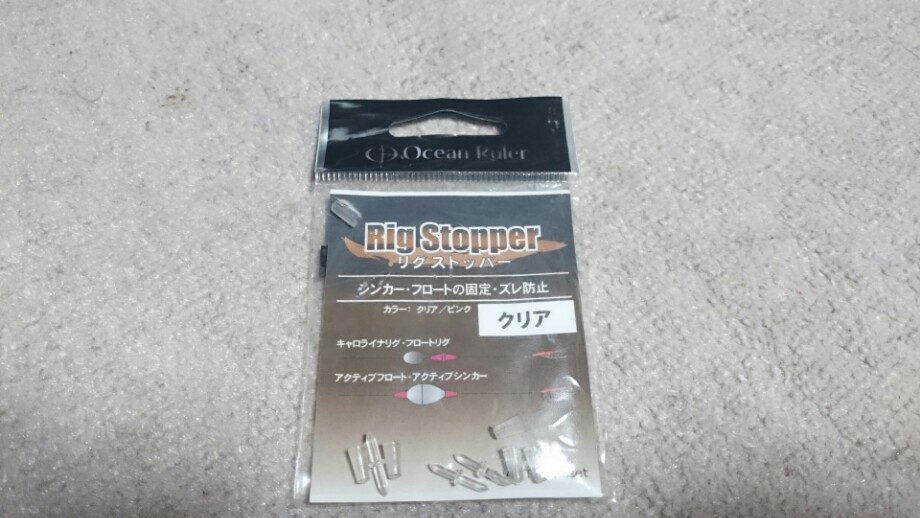 Ocean Ruler
Rig Stopper
リグ ストッパー
シンカー・フロートの固定・ズレ防止
カラー: クリア/ピンク
クリア
キャロライナリグ・フロートリグ
アクティブフロート・アクティブシンカー